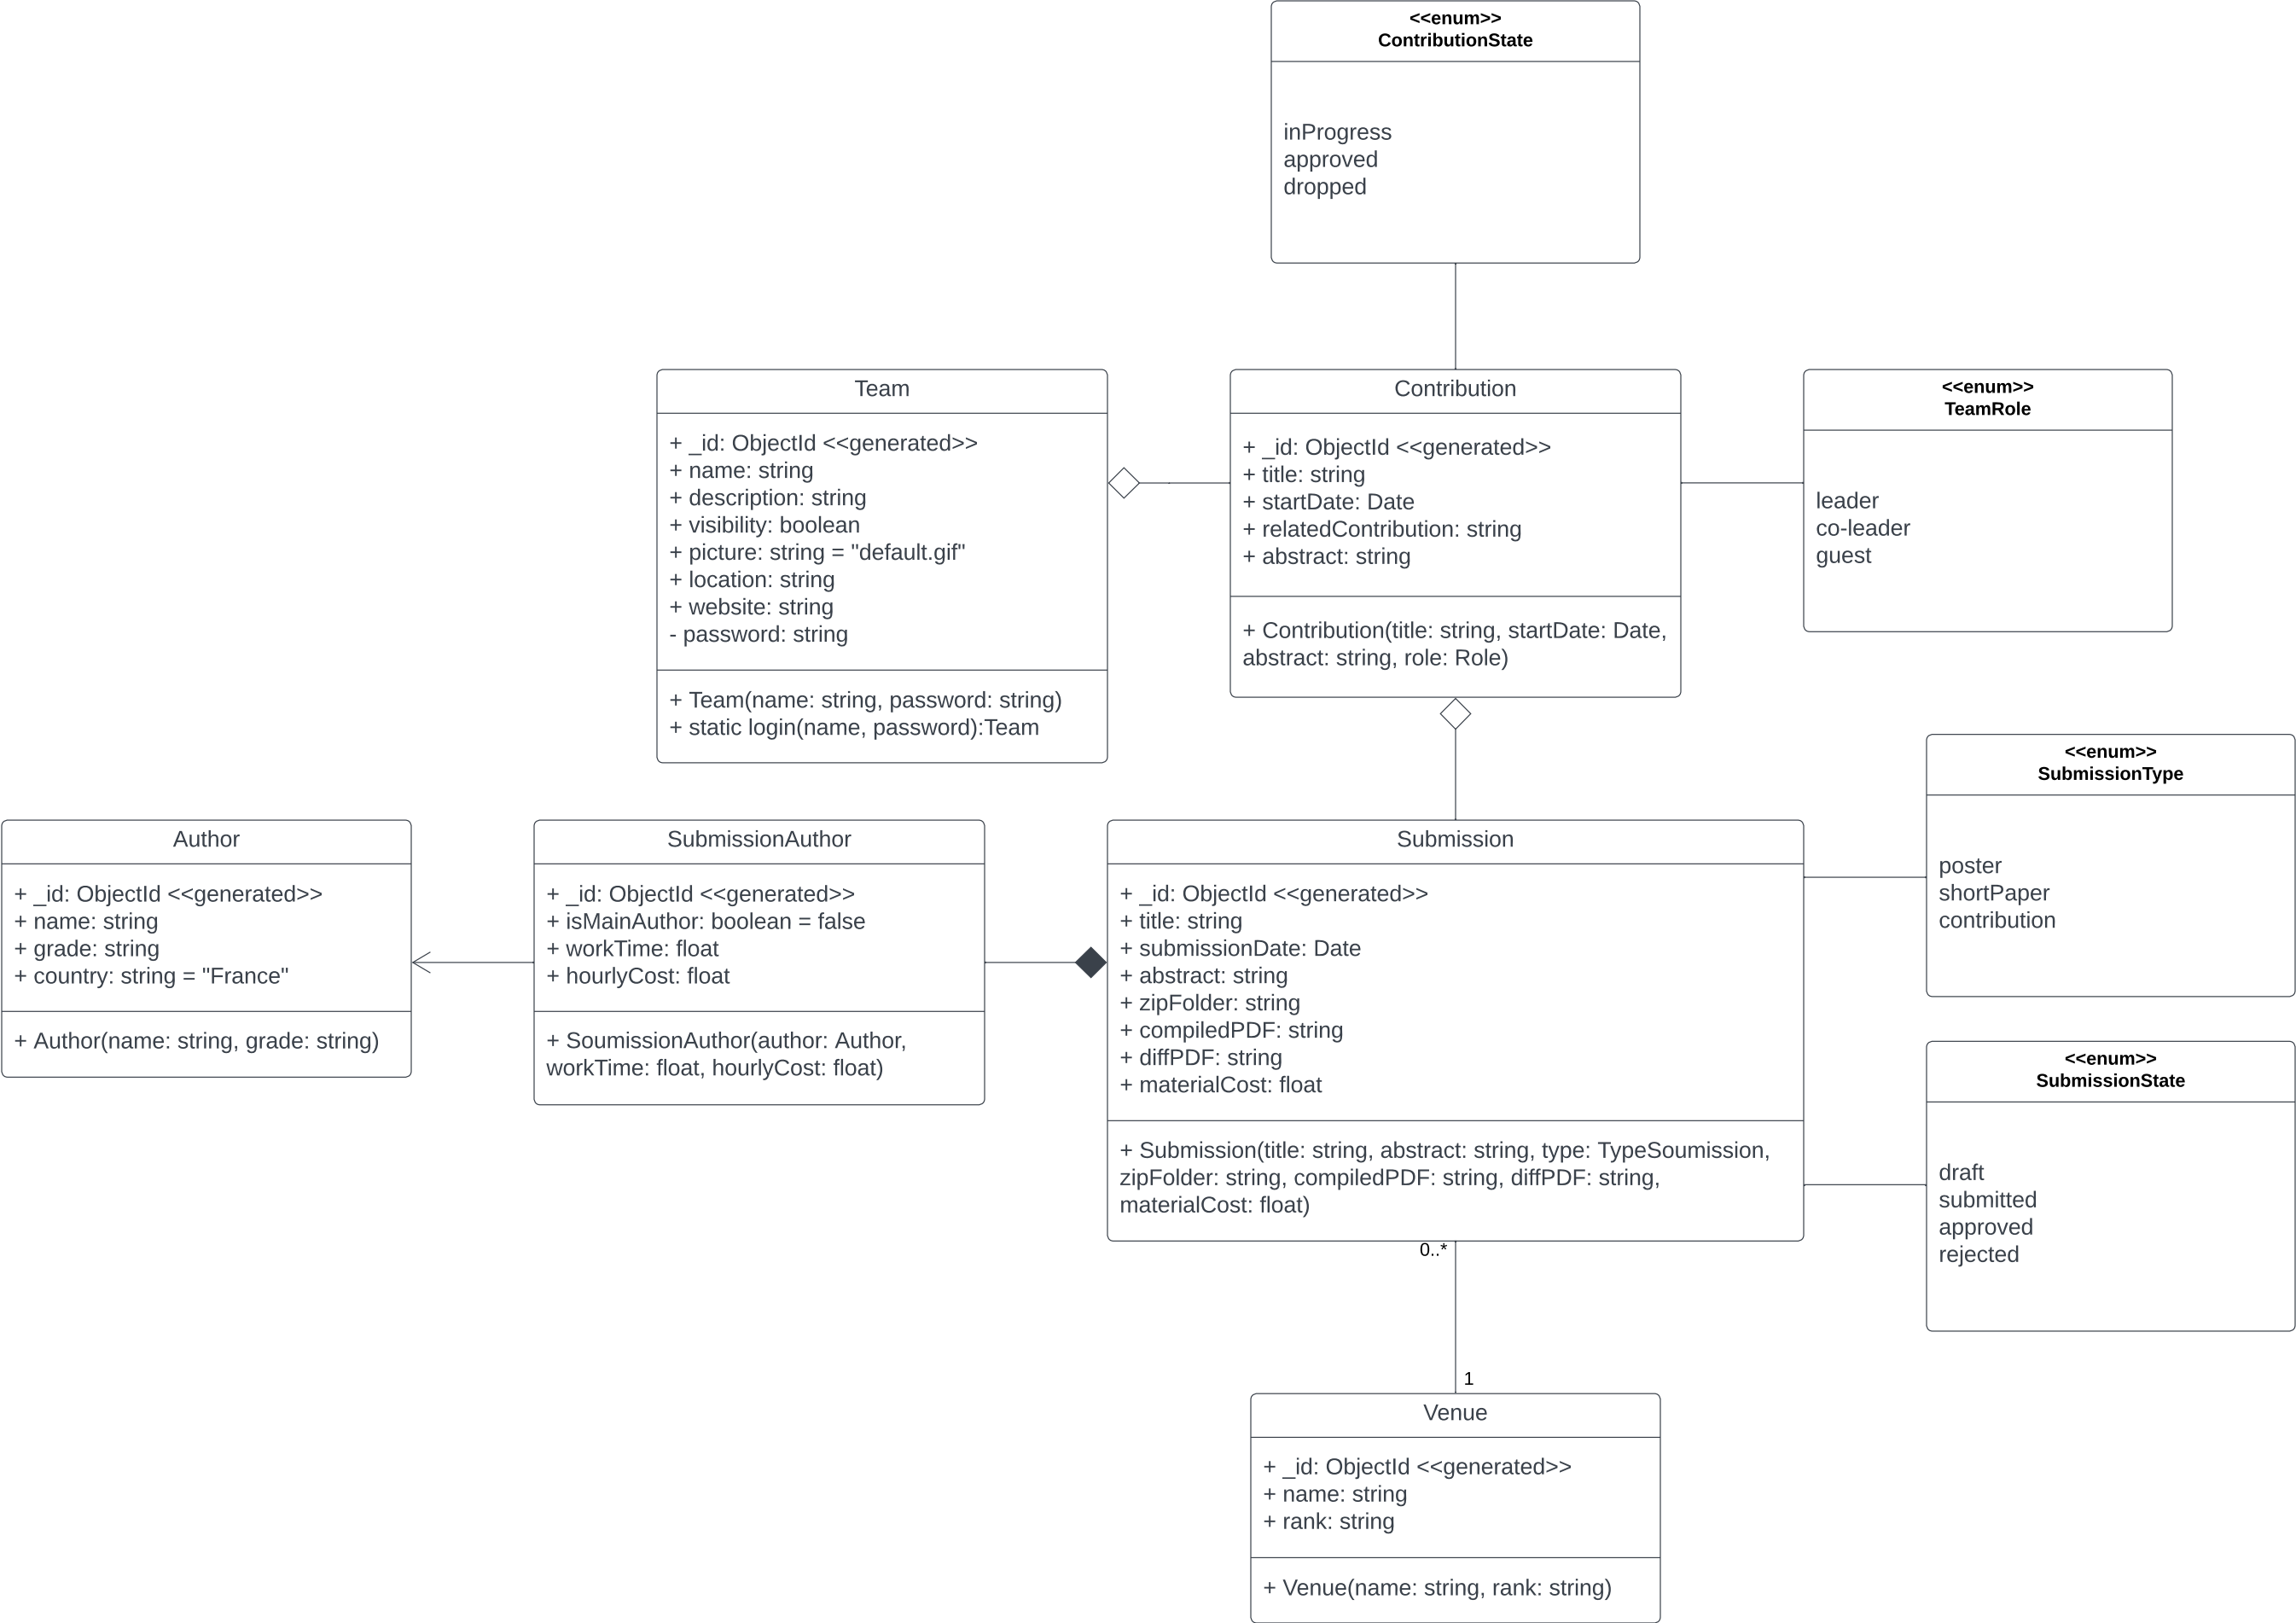 <<enum>>
ContributionState
inProgress
approved
dropped
Team
+ _id: ObjectId <<generated>>
+ name: string
+ description: string
+ visibility: boolean
+ picture: string = "default.gif"
+ location: string
+ website: string
- password: string
+ Team(name: string, password: string)
+ static login(name, password):Team
Contribution
+ _id: ObjectId <<generated>>
+ title: string
+ startDate: Date
+ relatedContribution: string
+ abstract: string
+ Contribution(title: string, startDate: Date,
abstract: string, role: Role)
<<enum>>
TeamRole
leader
co-leader
guest
Author
+ _id: ObjectId <<generated>>
+ name: string
+ grade: string
+ country: string = "France"
+ Author(name: string, grade: string)
SubmissionAuthor
+ _id: ObjectId <<generated>>
+ isMainAuthor: boolean = false
+ workTime: float
+ hourlyCost: float
+ SoumissionAuthor(author: Author,
workTime: float, hourlyCost: float)
Submission
+ _id: ObjectId <<generated>>
+ title: string
+ submissionDate: Date
+ abstract: string
+ zipFolder: string
+ compiledPDF: string
+ diffPDF: string
+ materialCost: float
+ Submission(title: string, abstract: string, type: TypeSoumission,
zipFolder: string, compiledPDF: string, diffPDF: string,
materialCost: float)
<<enum>>
SubmissionType
poster
shortPaper
contribution
<<enum>>
SubmissionState
draft
submitted
approved
rejected
0..*
1
Venue
+ _id: ObjectId <<generated>>
+ name: string
+ rank: string
+ Venue(name: string, rank: string)